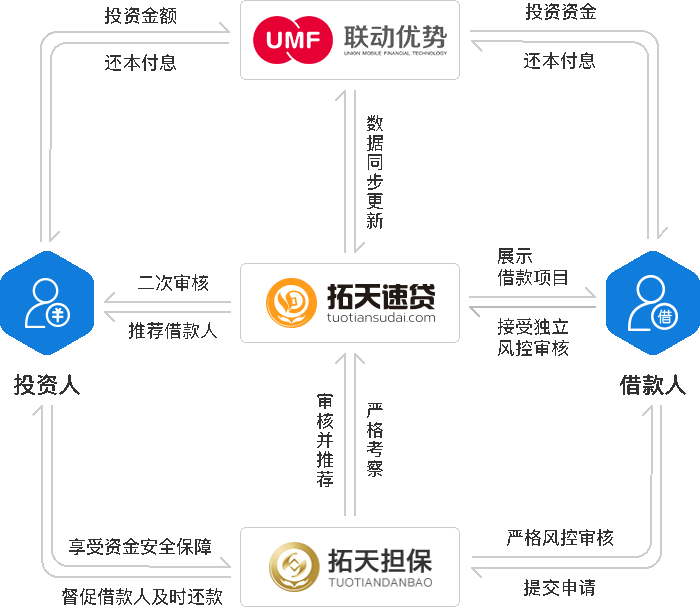 投资金额
还本付息
UMF
联动优势
UNION MOBILE FINANCIAL TECHNOLOGY
投资资金
还本付息
数据同步更新
二次审核
推荐借款人
拓天速贷
tuotiansudai.com
展示
借款项目
接受独立
风控审核
借
投资人
借款人
审核并推荐
严格考察
享受资金安全保障
督促借款人及时还款
拓天担保
TUOTIANDANBAO
严格风控审核
提交申请